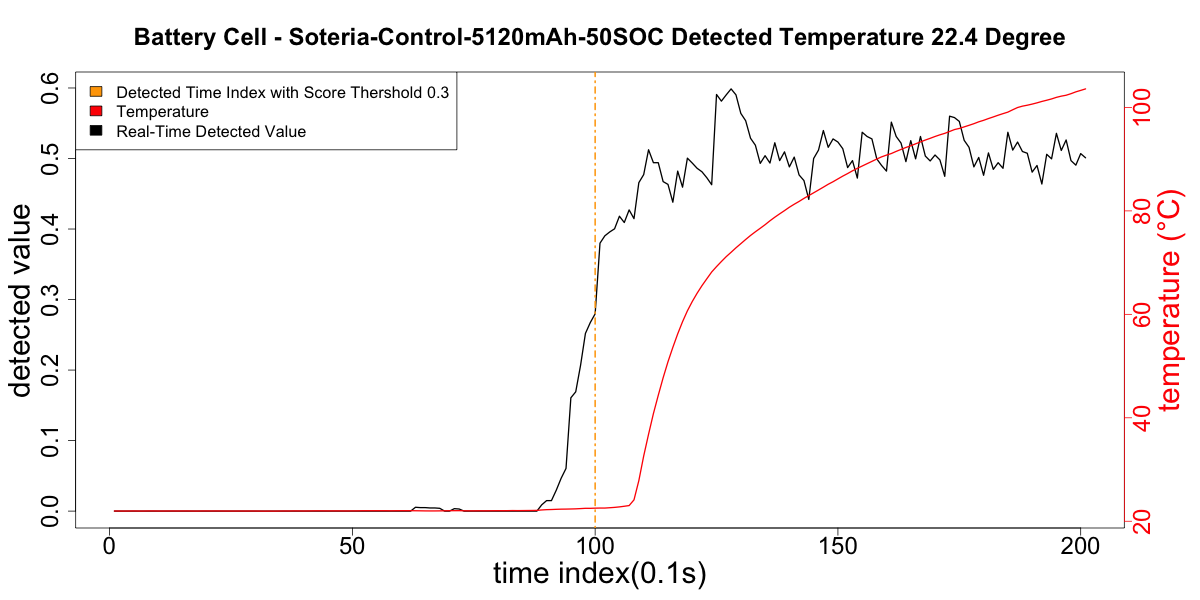 Battery Cell - Soteria-Control-5120mAh-50SOC Detected Temperature 22.4 Degree
Detected Time Index with Score Thershold 0.3
Temperature
Real-Time Detected Value
detected value
0.6
0.5
0.4
0.3
0.2
0.1
0.0
0 50 100 150 200
time index(0.1s)
100
80
60
40
20
temperature (°C)